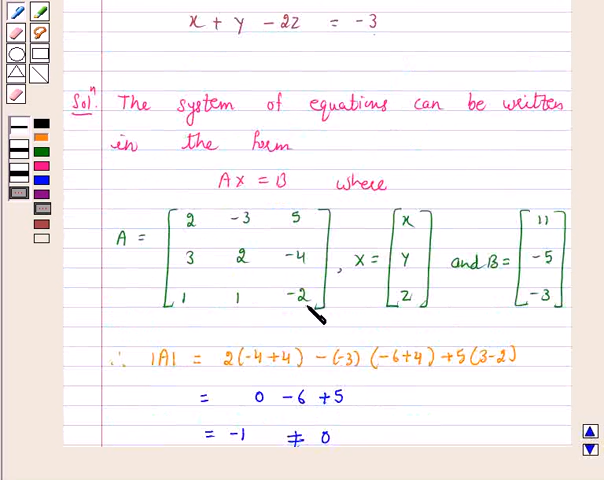 x + y - 2z = -3
Solⁿ. The system of equations can be written
in the form
AX = B where
A = [2 -3 5
3 2 -4
1 1 -2], X = [x
y
z] and B = [11
-5
-3]
∴ |A| = 2(-4+4) - (-3) (-6+4) + 5(3-2)
= 0 - 6 + 5
= -1 ≠ 0